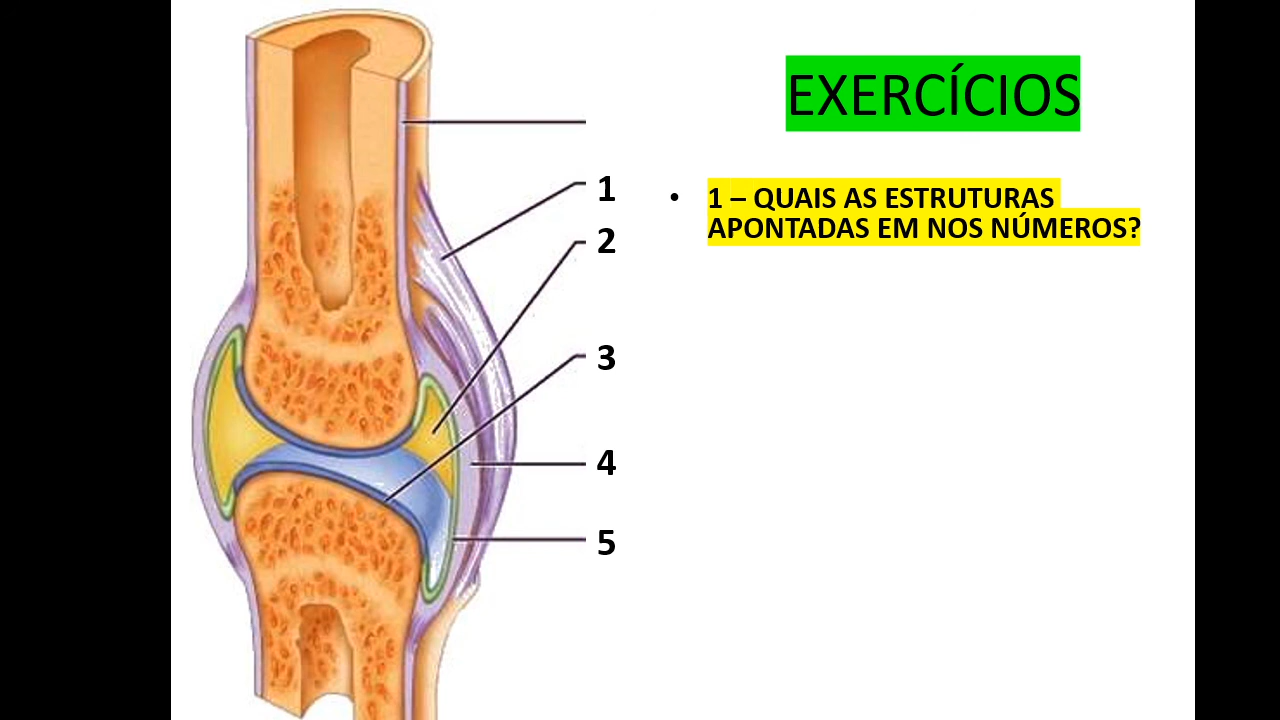 EXERCÍCIOS
1
2
3
4
5
• 1 – QUAIS AS ESTRUTURAS
APONTADAS EM NOS NÚMEROS?